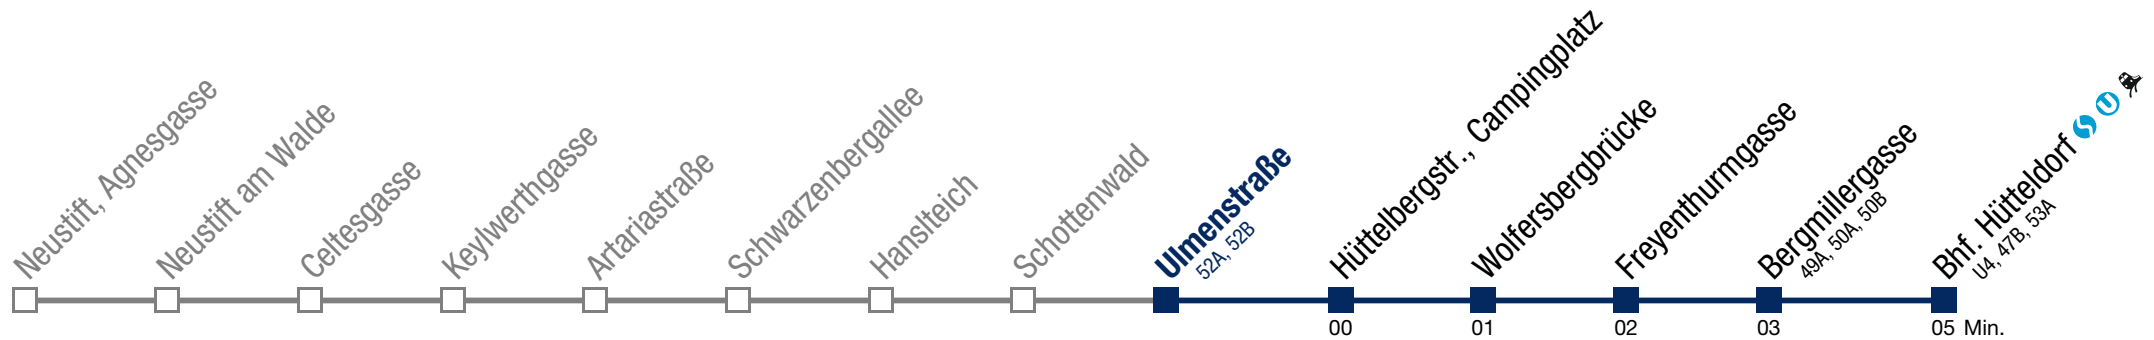 Neustift, Agnesgasse
Neustift am Walde
Celtesgasse
Keylwerthgasse
Artariastraße
Schwarzenbergallee
Hanslteich
Schottenwald
Ulmenstraße
52A, 52B
Hüttelbergstr., Campingplatz
Wolfersbergbrücke
Freyenthurmgasse
Bergmillergasse
49A, 50A, 50B
Bhf. Hütteldorf S U
U4, 47B, 53A
00 01 02 03 05 Min.